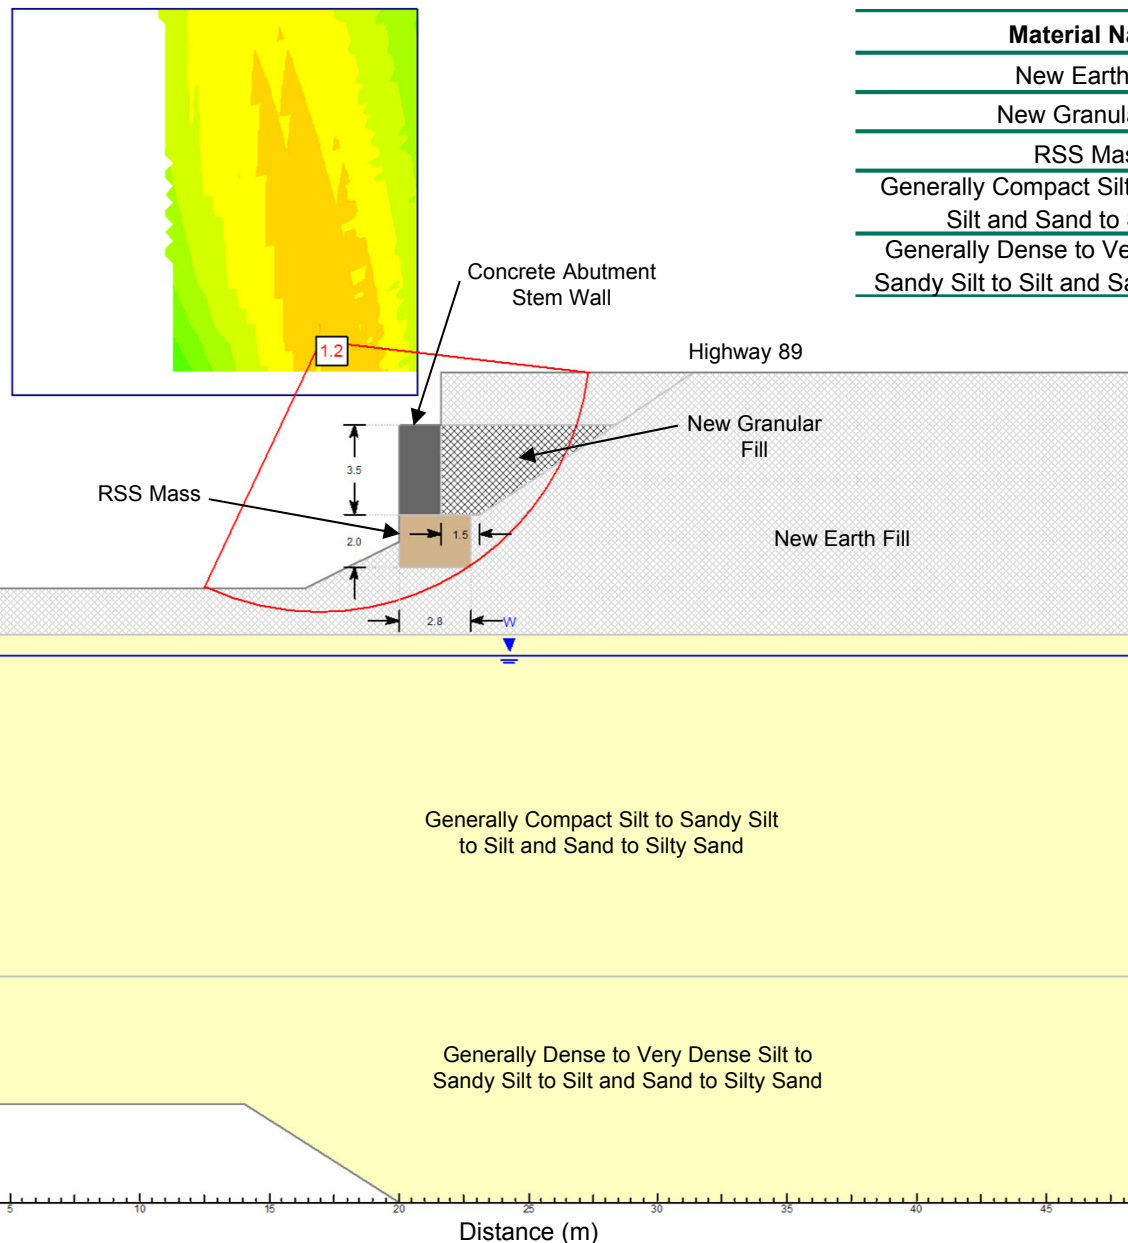 Material Na
New Earth
New Granula
RSS Mas
Generally Compact Silt
Silt and Sand to
Generally Dense to Ve
Sandy Silt to Silt and Sa
Concrete Abutment
Stem Wall
1.2
Highway 89
New Granular
Fill
3.5
RSS Mass
2.0
1.5
New Earth Fill
2.8
W
Generally Compact Silt to Sandy Silt
to Silt and Sand to Silty Sand
Generally Dense to Very Dense Silt to
Sandy Silt to Silt and Sand to Silty Sand
5 10 15 20 25 30 35 40 45
Distance (m)